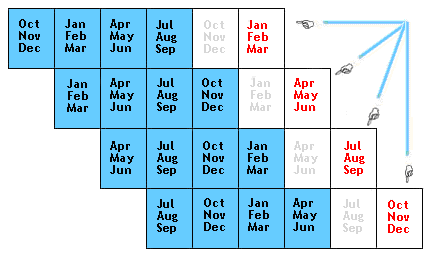 Oct Jan Apr Jul Oct Jan
Nov Feb May Aug Nov Feb
Dec Mar Jun Sep Dec Mar
Jan Apr Jul Oct Jan Apr
Feb May Aug Nov Feb May
Mar Jun Sep Dec Mar Jun
Apr Jul Oct Jan Apr Jul
May Aug Nov Feb May Aug
Jun Sep Dec Mar Jun Sep
Jul Oct Jan Apr Jul Oct
Aug Nov Feb May Aug Nov
Sep Dec Mar Jun Sep Dec